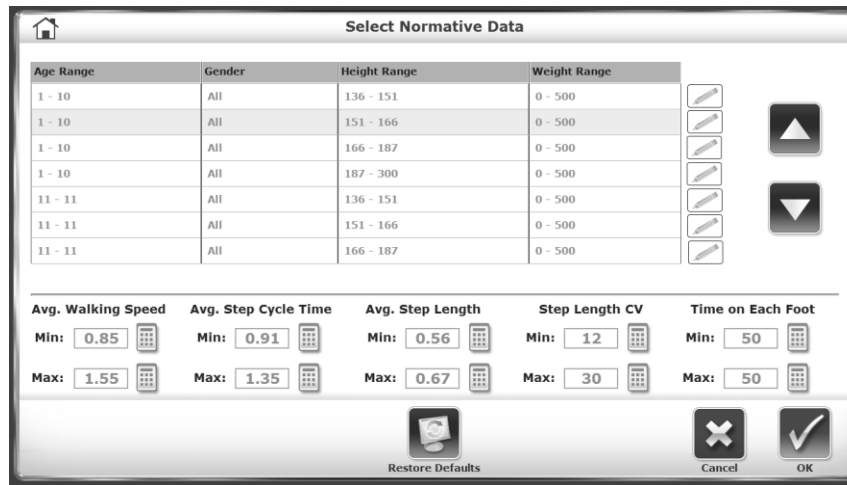 Select Normative Data
Age Range Gender Height Range Weight Range
1 - 10 All 136 - 151 0 - 500
1 - 10 All 151 - 166 0 - 500
1 - 10 All 166 - 187 0 - 500
1 - 10 All 187 - 300 0 - 500
11 - 11 All 136 - 151 0 - 500
11 - 11 All 151 - 166 0 - 500
11 - 11 All 166 - 187 0 - 500
Avg. Walking Speed Avg. Step Cycle Time Avg. Step Length Step Length CV Time on Each Foot
Min: 0.85 Min: 0.91 Min: 0.56 Min: 12 Min: 50
Max: 1.55 Max: 1.35 Max: 0.67 Max: 30 Max: 50
Restore Defaults Cancel OK